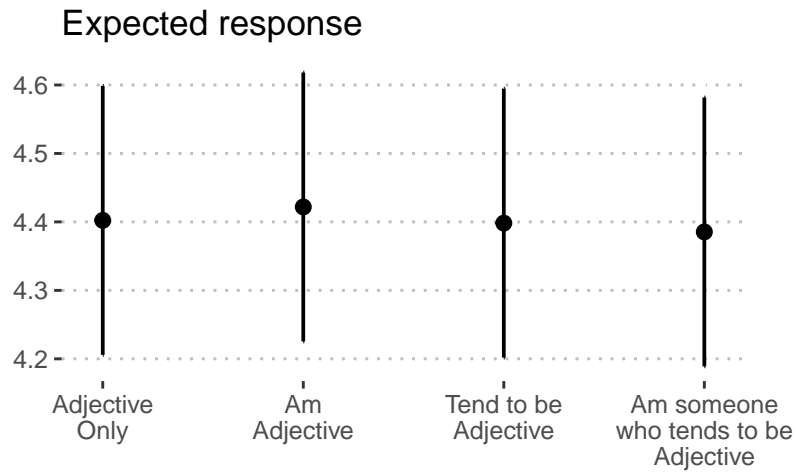 Expected response
4.6
4.5
4.4
4.3
4.2
Adjective
Only
Am
Adjective
Tend to be
Adjective
Am someone
who tends to be
Adjective